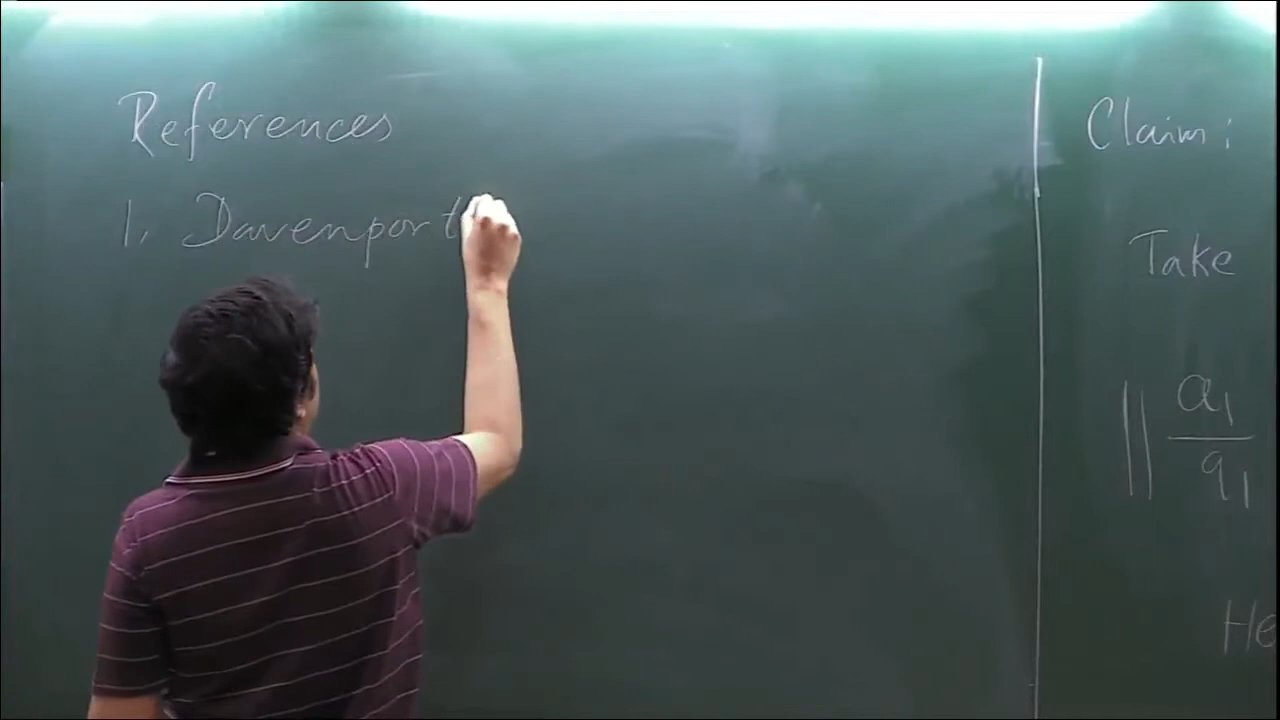 References
1. Davenport
Claim:
Take
|| a₁
q₁
He